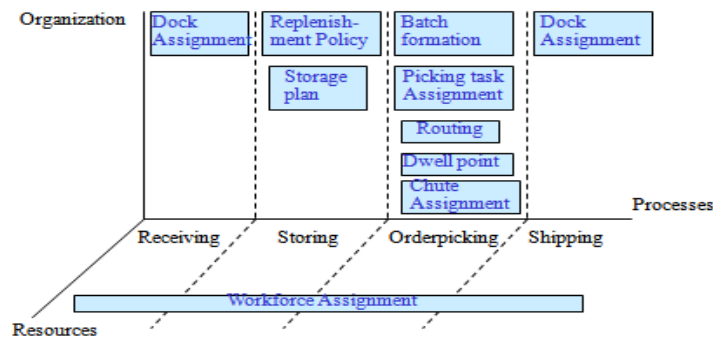 Organization
Dock
Assignment
Replenish-
ment Policy
Batch
formation
Dock
Assignment
Storage
plan
Picking task
Assignment
Routing
Dwell point
Chute
Assignment
Processes
Receiving
Storing
Orderpicking
Shipping
Workforce Assignment
Resources